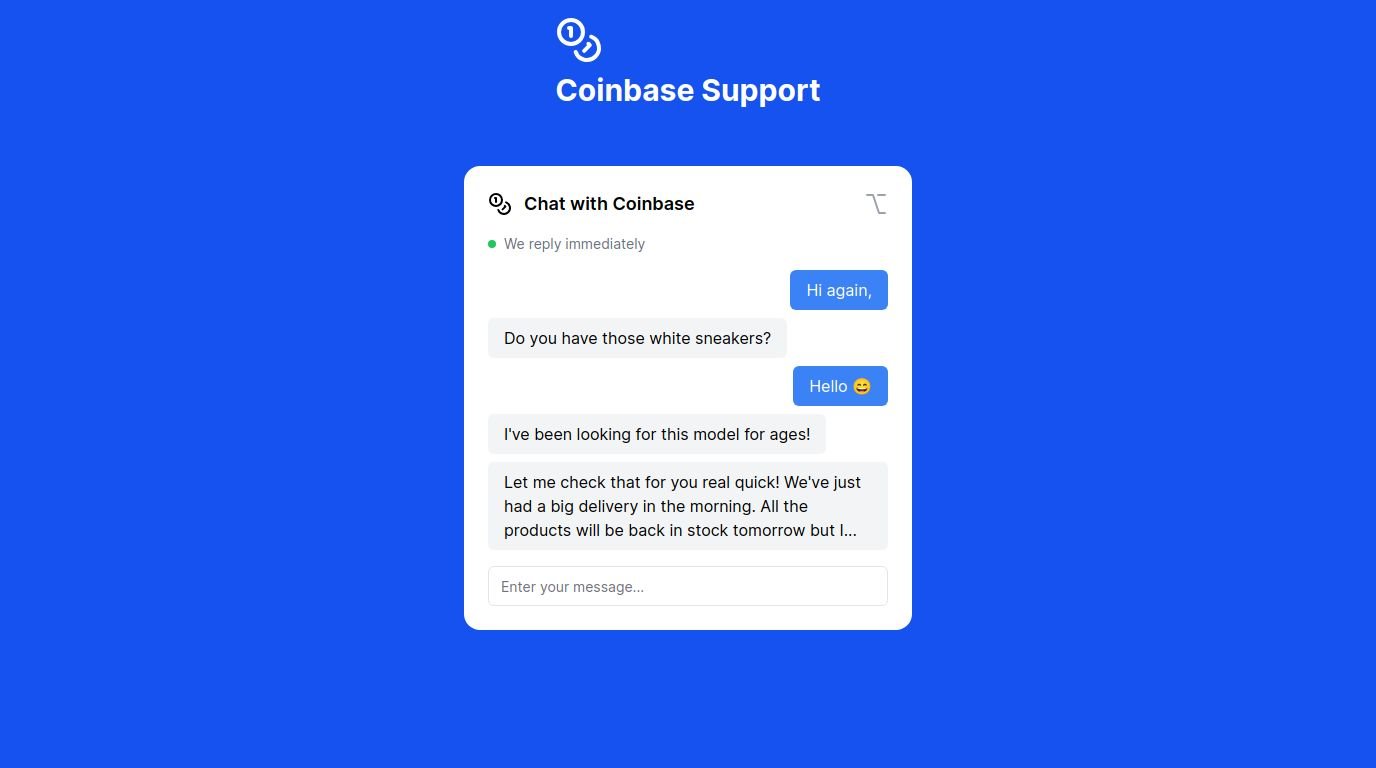 Coinbase Support
Chat with Coinbase
We reply immediately
Hi again,
Do you have those white sneakers?
Hello 😄
I've been looking for this model for ages!
Let me check that for you real quick! We've just
had a big delivery in the morning. All the
products will be back in stock tomorrow but I...
Enter your message...